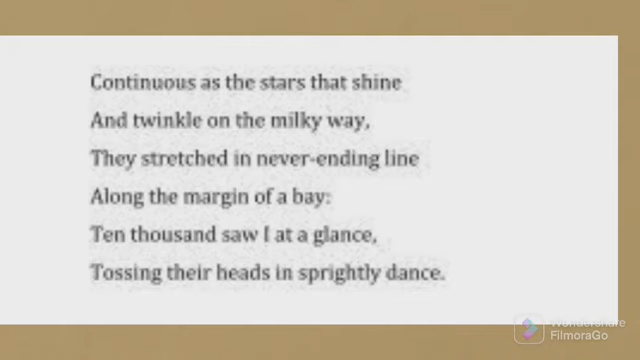 Continuous as the stars that shine
And twinkle on the milky way,
They stretched in never-ending line
Along the margin of a bay:
Ten thousand saw I at a glance,
Tossing their heads in sprightly dance.
Wondershare
FilmoraGo